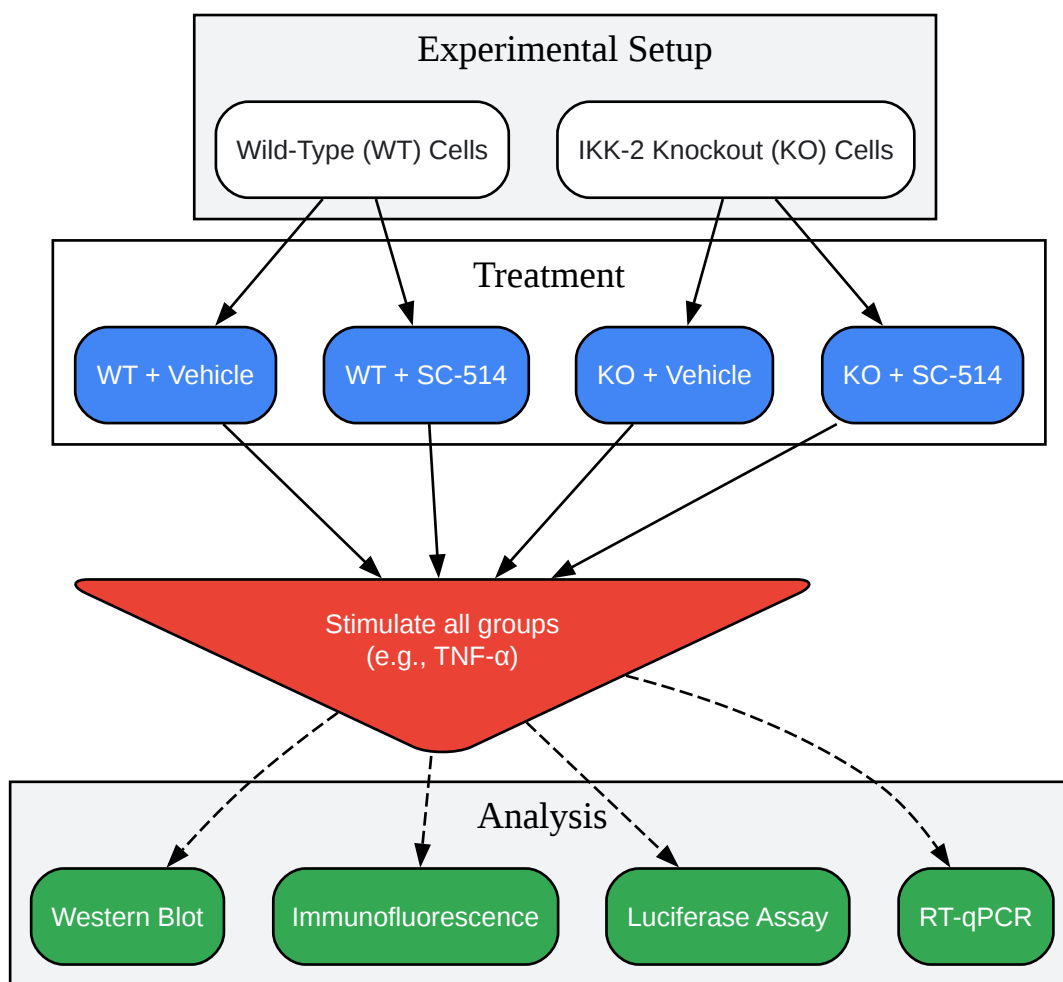 Experimental Setup
Wild-Type (WT) Cells
IKK-2 Knockout (KO) Cells
Treatment
WT + Vehicle
WT + SC-514
KO + Vehicle
KO + SC-514
Stimulate all groups
(e.g., TNF-α)
Analysis
Western Blot
Immunofluorescence
Luciferase Assay
RT-qPCR